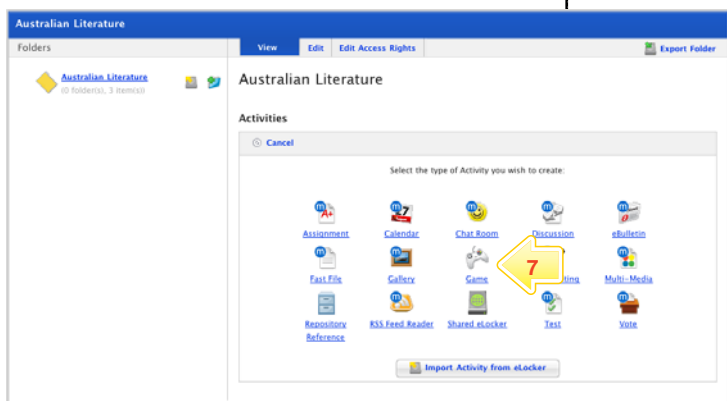 Australian Literature
Folders
View Edit Edit Access Rights Export Folder
Australian Literature
(0 folder(s), 3 item(s))
Australian Literature
Activities
Cancel
Select the type of Activity you wish to create:
Assignment Calendar Chat Room Discussion eBulletin
Fast File Gallery Game 7 Multi-Media
Repository Reference RSS Feed Reader Shared eLocker Test Vote
Import Activity from eLocker